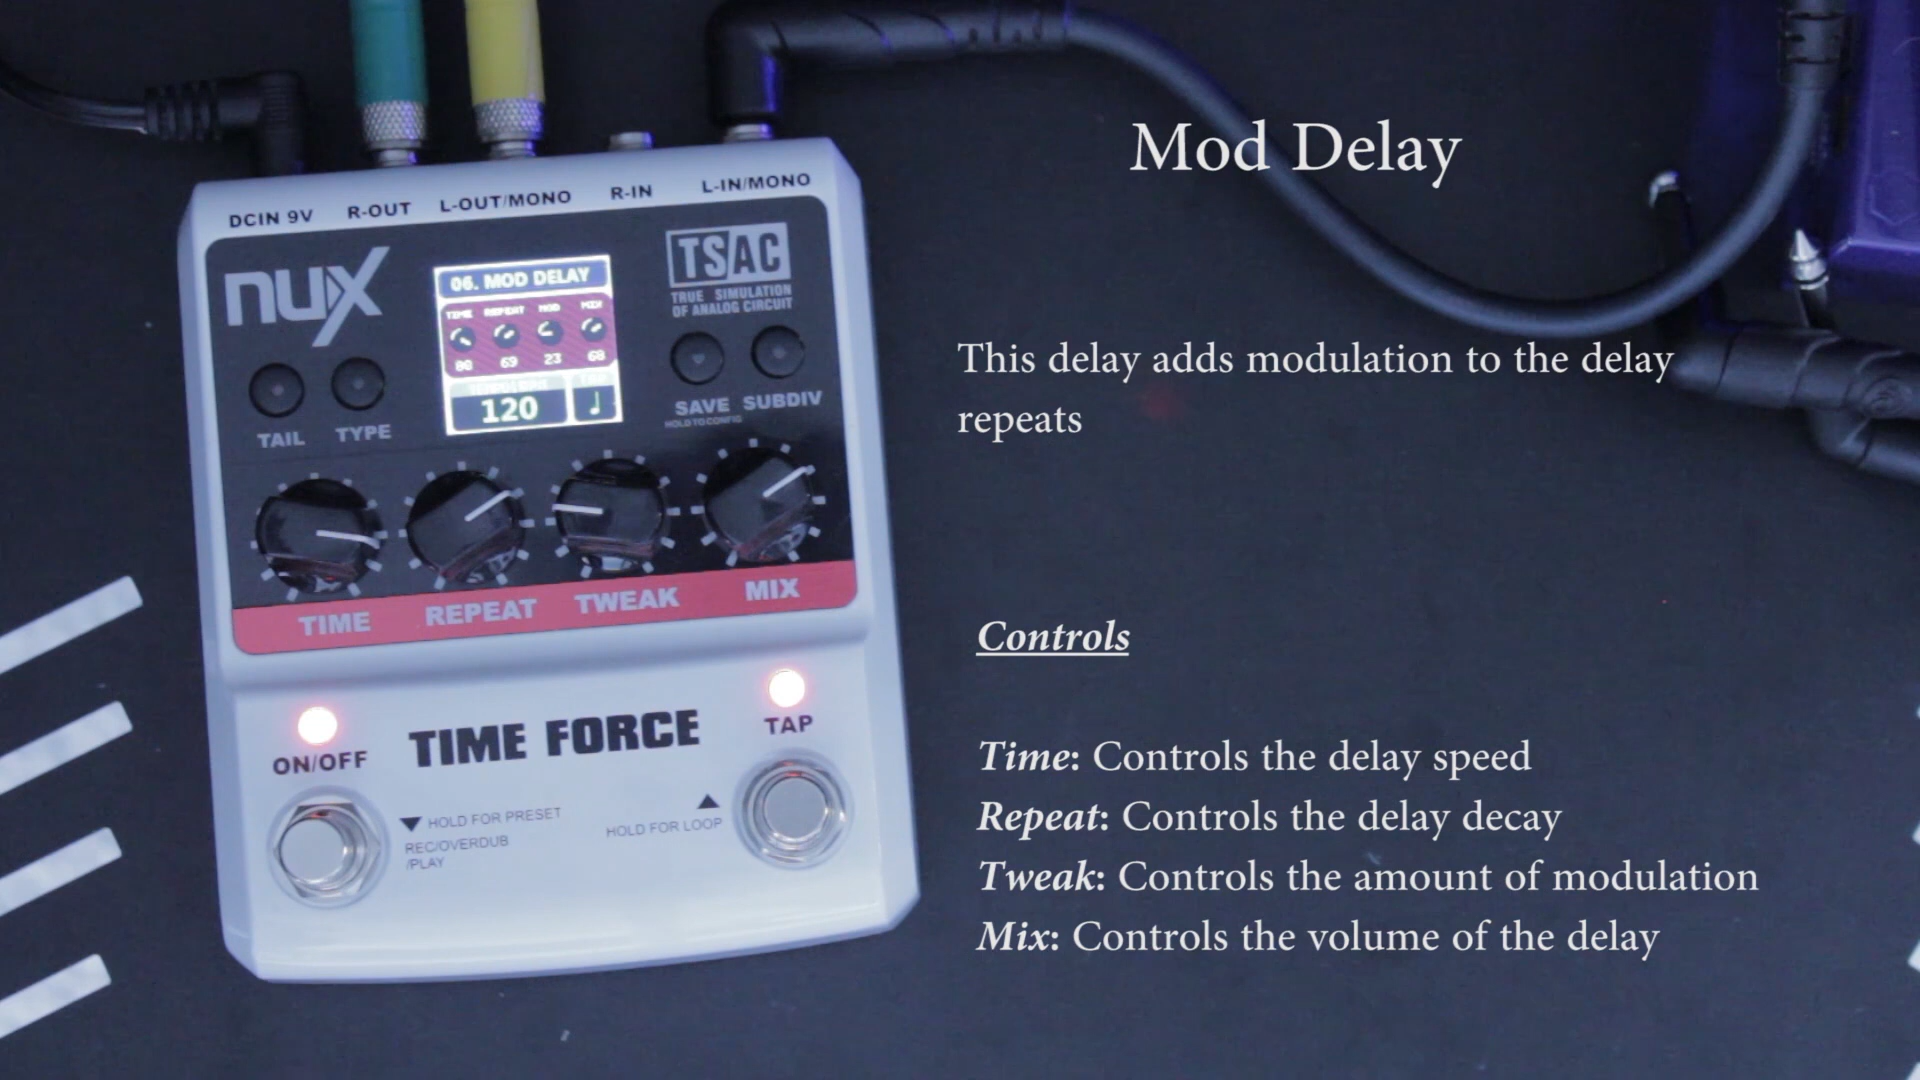 Mod Delay
This delay adds modulation to the delay
repeats
Controls
Time: Controls the delay speed
Repeat: Controls the delay decay
Tweak: Controls the amount of modulation
Mix: Controls the volume of the delay
DCIN 9V R-OUT L-OUT/MONO R-IN L-IN/MONO
nux
06. MOD DELAY
TIME REPEAT MOD MIX
69 23 68
120
TSAC
TRUE SIMULATION
OF ANALOG CIRCUIT
TAIL TYPE
SAVE SUBDIV
HOLD TO CONFIG
TIME REPEAT TWEAK MIX
ON/OFF
TIME FORCE
TAP
▼ HOLD FOR PRESET
REC/OVERDUB
/PLAY
▲
HOLD FOR LOOP